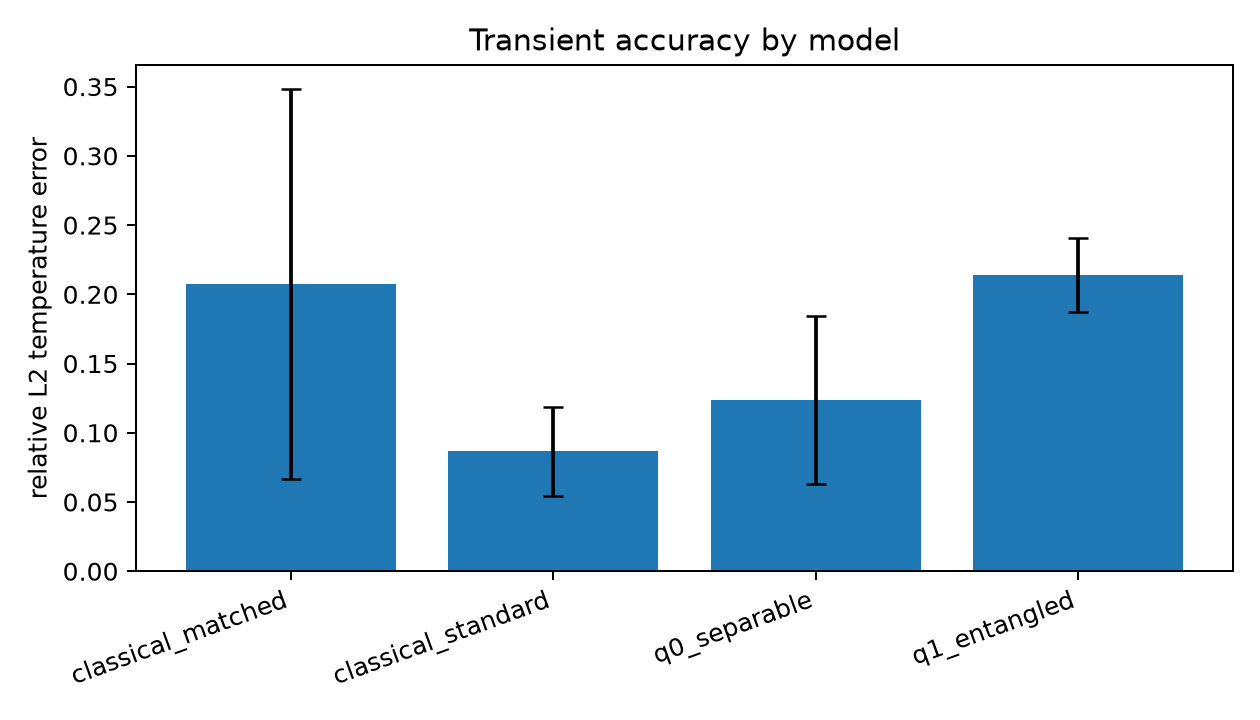 Transient accuracy by model
relative L2 temperature error
0.35
0.30
0.25
0.20
0.15
0.10
0.05
0.00
classical_matched
classical_standard
q0_separable
q1_entangled